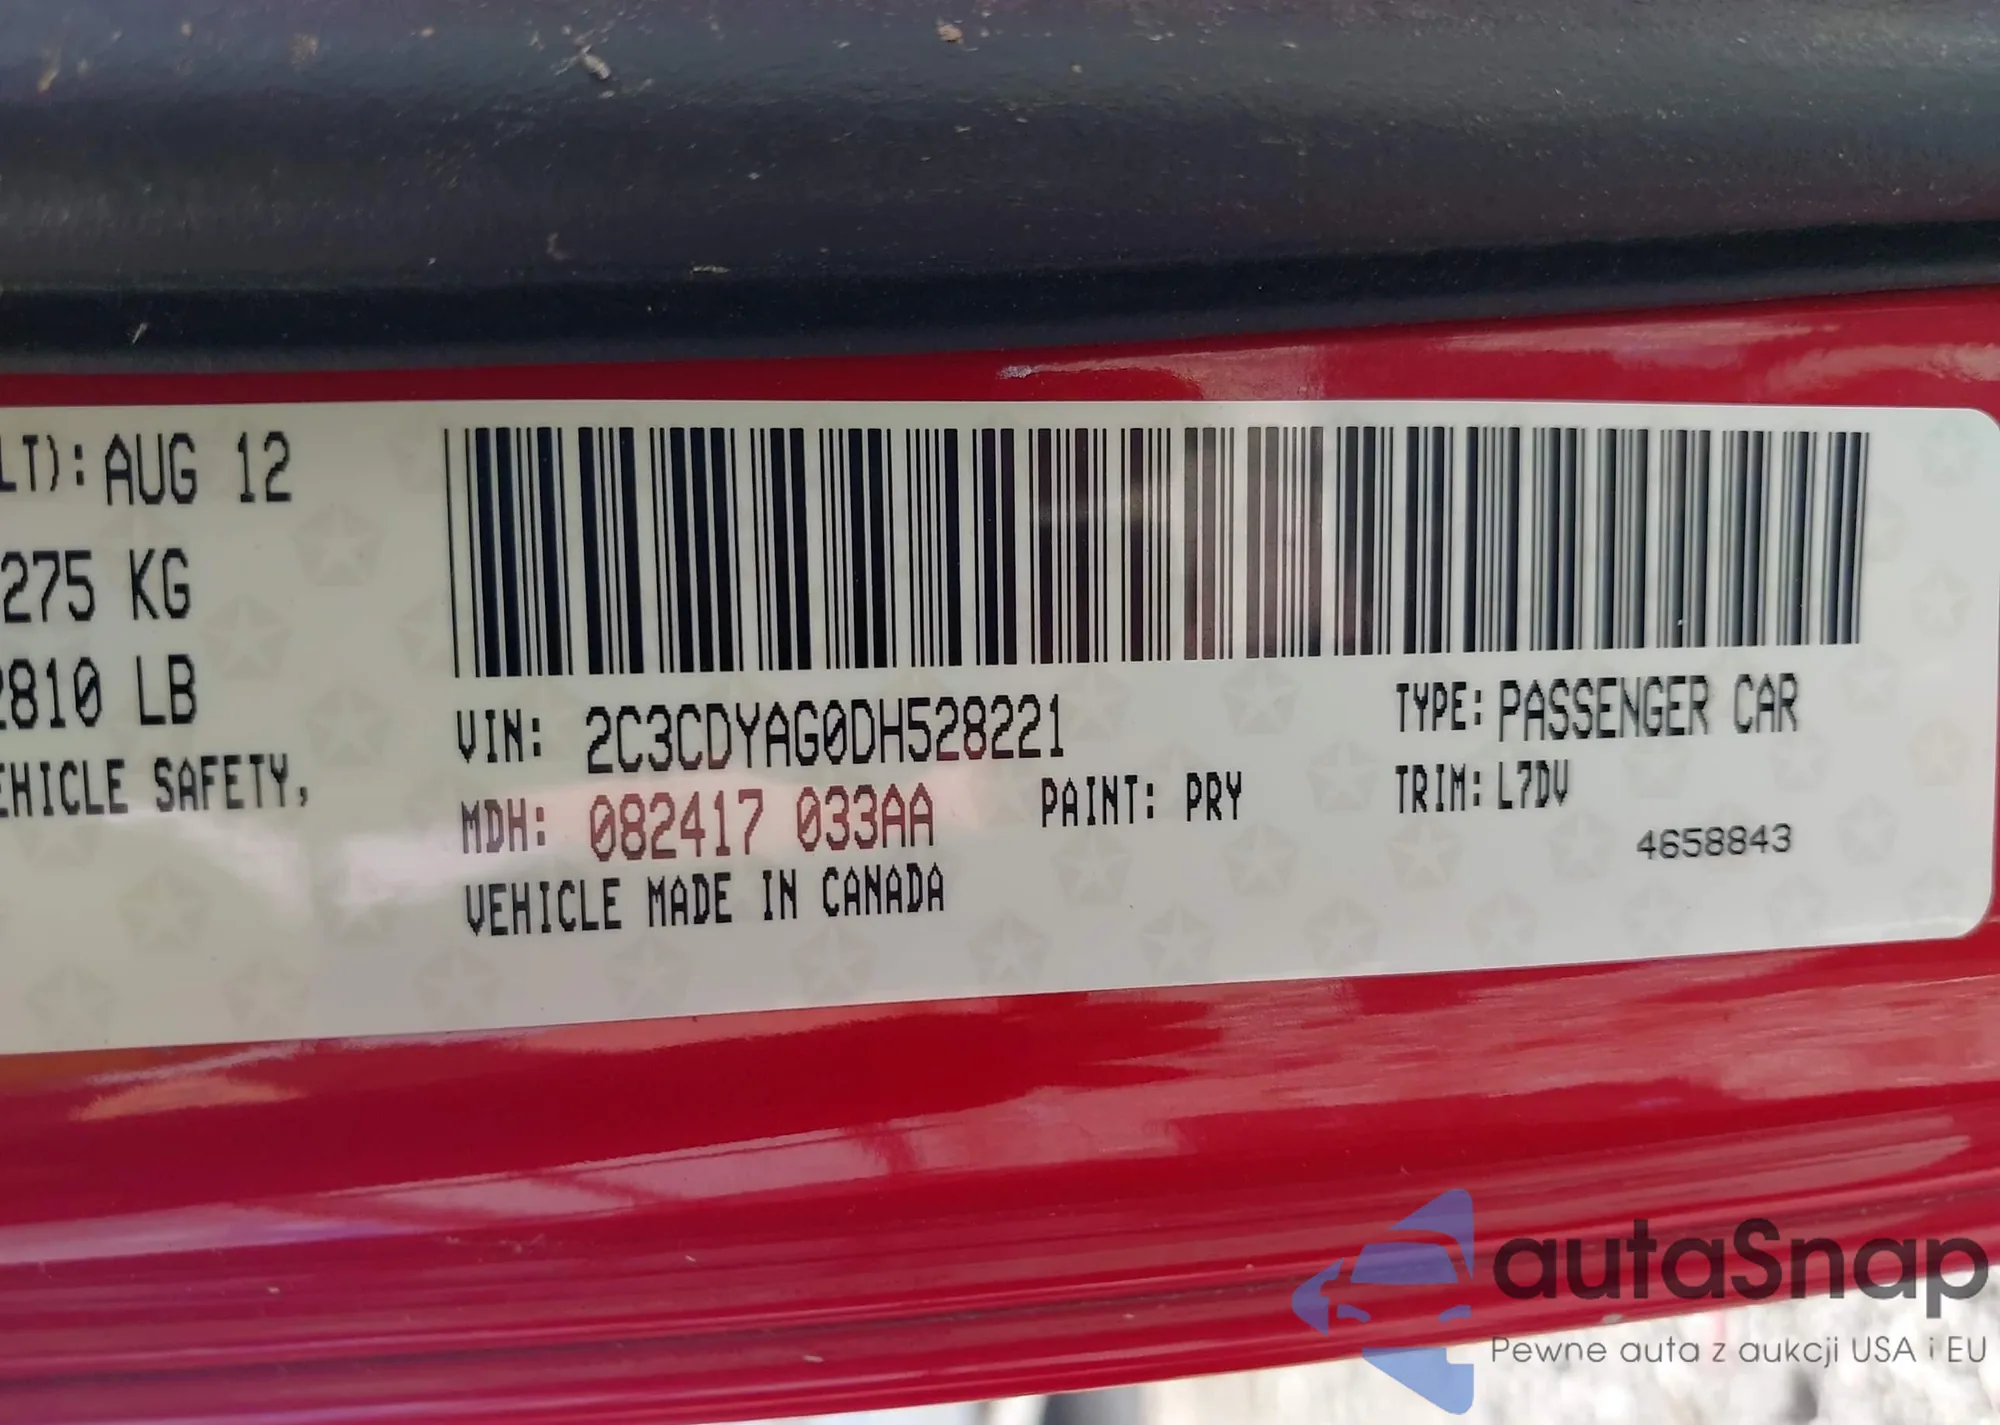 LT): AUG 12
275 KG
2810 LB
EHICLE SAFETY,
VIN: 2C3CDYAG0DH528221
TYPE: PASSENGER CAR
MDH: 082417 033AA
PAINT: PRY
TRIM: L7DV
4658843
VEHICLE MADE IN CANADA
autaSnap
Pewne auta z aukcji USA i EU